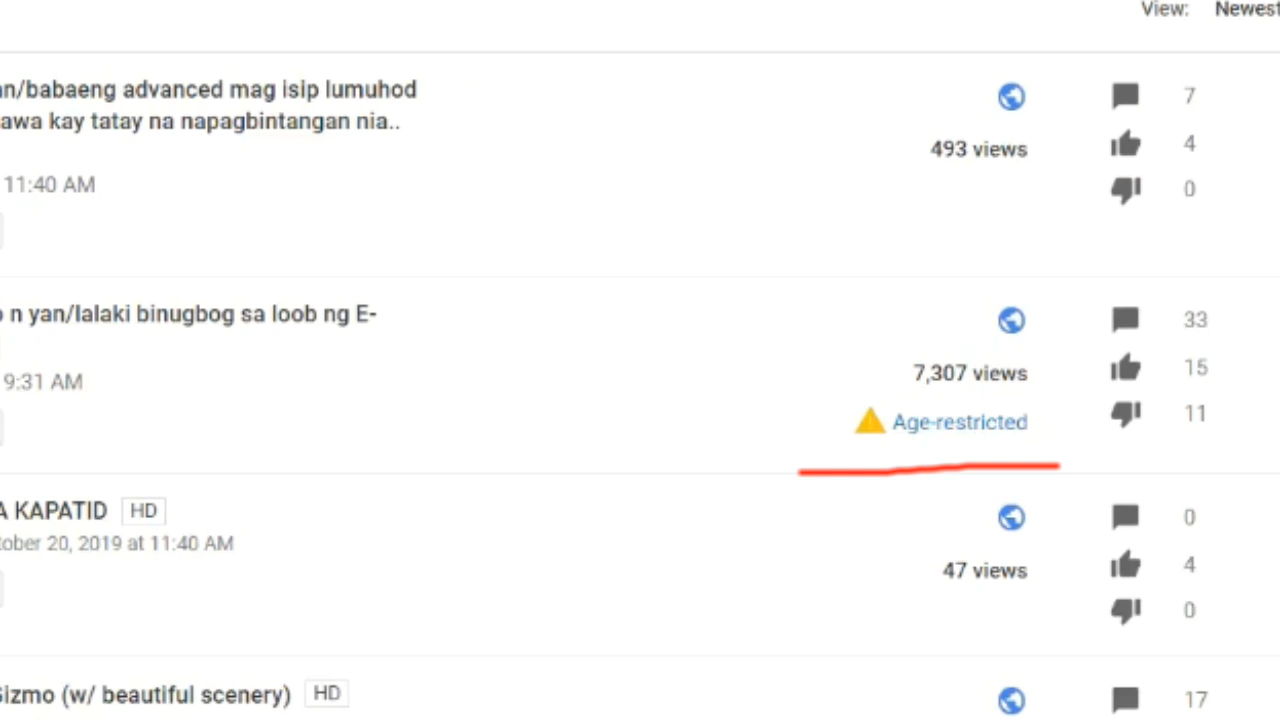 View: Newest
an/babaeng advanced mag isip lumuhod
awa kay tatay na napagbintangan nia..
11:40 AM
493 views
7
4
0
n yan/lalaki binugbog sa loob ng E-
9:31 AM
7,307 views
Age-restricted
33
15
11
A KAPATID HD
tober 20, 2019 at 11:40 AM
47 views
0
4
0
Gizmo (w/ beautiful scenery) HD
17